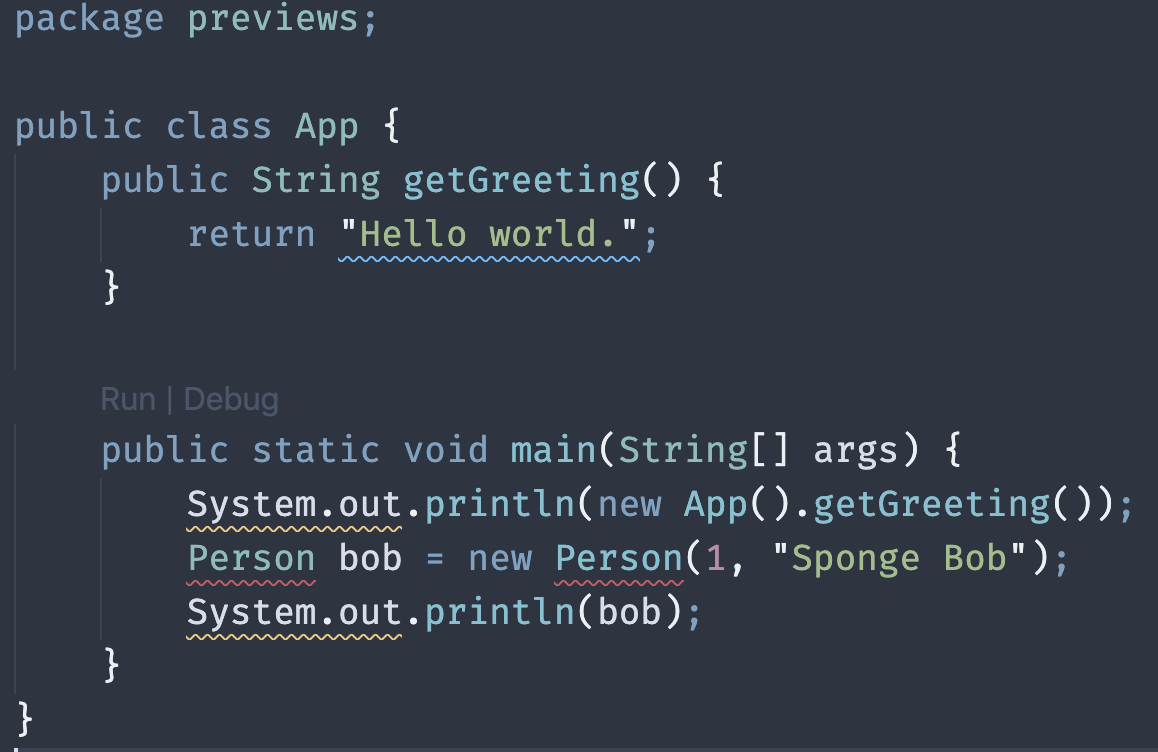 package previews;
public class App {
    public String getGreeting() {
        return "Hello world.";
    }
    Run | Debug
    public static void main(String[] args) {
        System.out.println(new App().getGreeting());
        Person bob = new Person(1, "Sponge Bob");
        System.out.println(bob);
    }
}